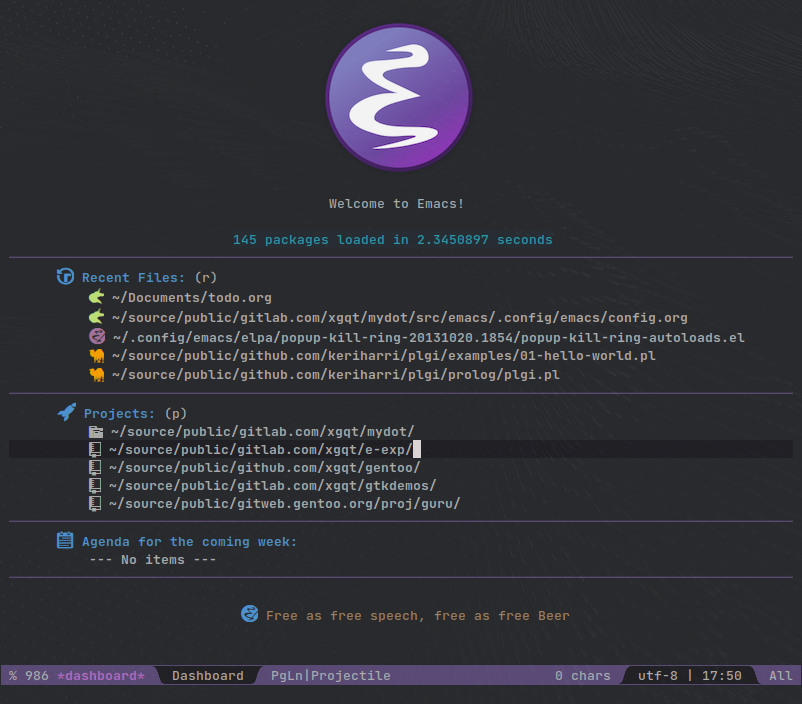 Welcome to Emacs!
145 packages loaded in 2.3450897 seconds
Recent Files: (r)
~/Documents/todo.org
~/source/public/gitlab.com/xgqt/mydot/src/emacs/.config/emacs/config.org
~/.config/emacs/elpa/popup-kill-ring-20131020.1854/popup-kill-ring-autoloads.el
~/source/public/github.com/keriharri/plgi/examples/01-hello-world.pl
~/source/public/github.com/keriharri/plgi/prolog/plgi.pl
Projects: (p)
~/source/public/gitlab.com/xgqt/mydot/
~/source/public/gitlab.com/xgqt/e-exp/
~/source/public/github.com/xgqt/gentoo/
~/source/public/gitlab.com/xgqt/gtkdemos/
~/source/public/gitweb.gentoo.org/proj/guru/
Agenda for the coming week:
--- No items ---
Free as free speech, free as free Beer
% 986 *dashboard* Dashboard PgLn|Projectile 0 chars utf-8 | 17:50 All